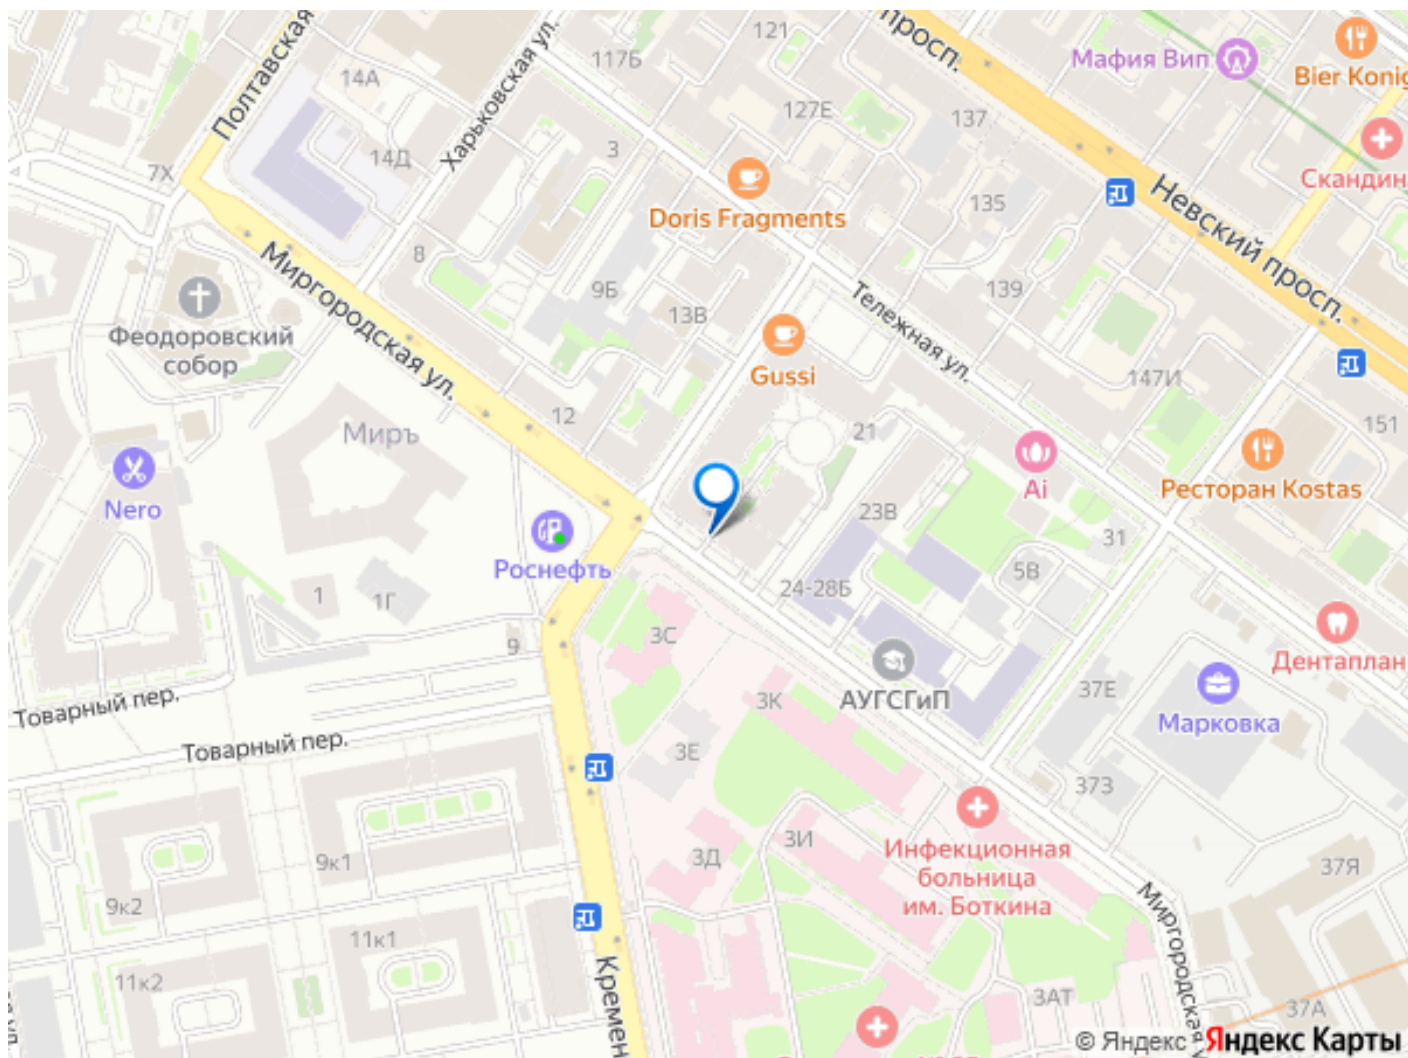 121
просп.
Мафия Вип
Bier Konig
117Б
Полтавская
Харьковская ул.
14А
127Е
137
Скандин
14Д
3
7Х
Doris Fragments
135
Невский просп.
8
Миргородская ул.
9Б
13В
139
Тележная ул.
Феодоровский
собор
Gussi
147И
151
12
Миръ
21
Ai
Ресторан Kostas
Nero
23В
31
Роснефть
5В
1
1Г
24-28Б
3С
9
Дентаплан
Товарный пер.
3К
АУГСГиП
37Е
Марковка
Товарный пер.
3Е
373
9к1
3Д
3И
Инфекционная
больница
им. Боткина
37Я
9к2
Миргородская
11к1
11к2
Кремен
3АТ
37А
© Яндекс Яндекс Карты